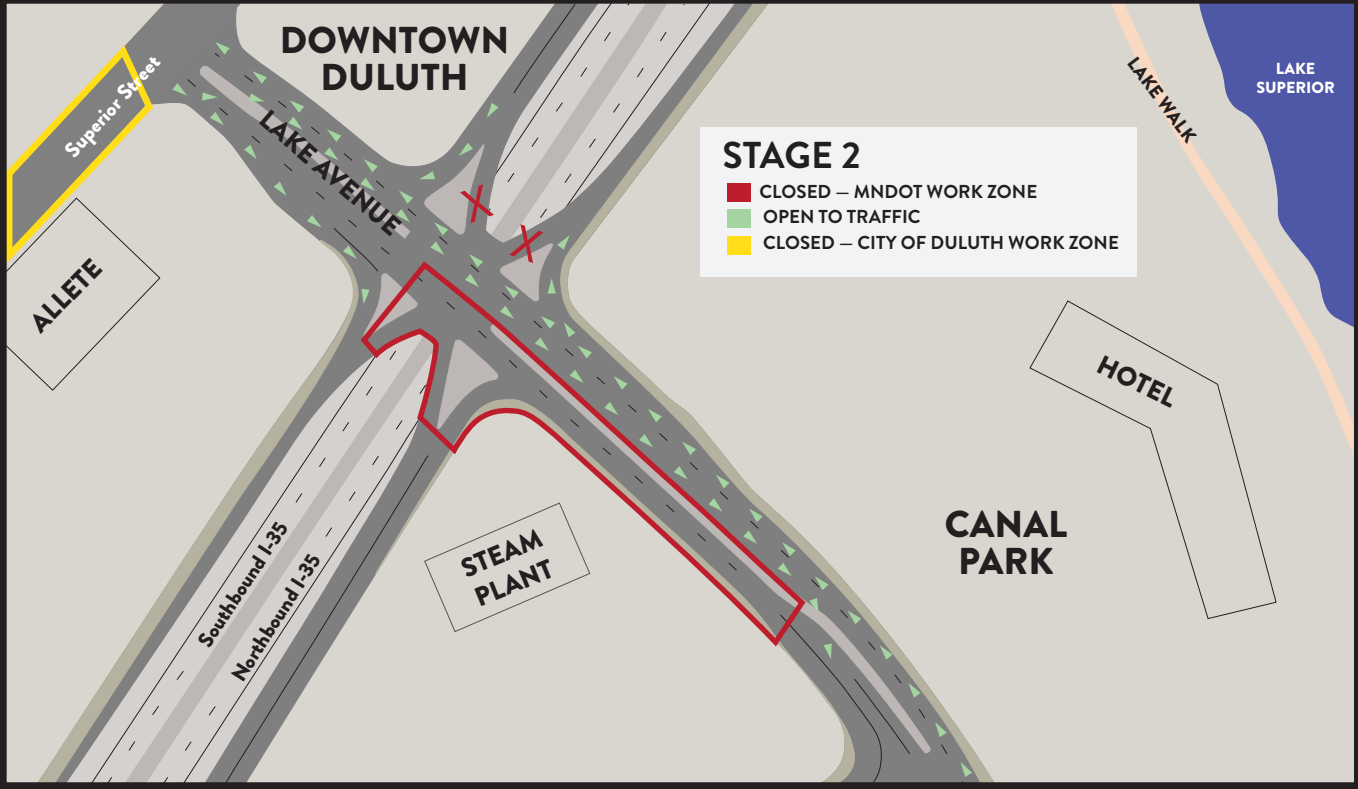 DOWNTOWN
DULUTH
Superior Street
LAKE AVENUE
LAKE WALK
LAKE
SUPERIOR
STAGE 2
CLOSED — MNDOT WORK ZONE
OPEN TO TRAFFIC
CLOSED — CITY OF DULUTH WORK ZONE
ALLETE
HOTEL
Southbound I-35
Northbound I-35
STEAM
PLANT
CANAL
PARK